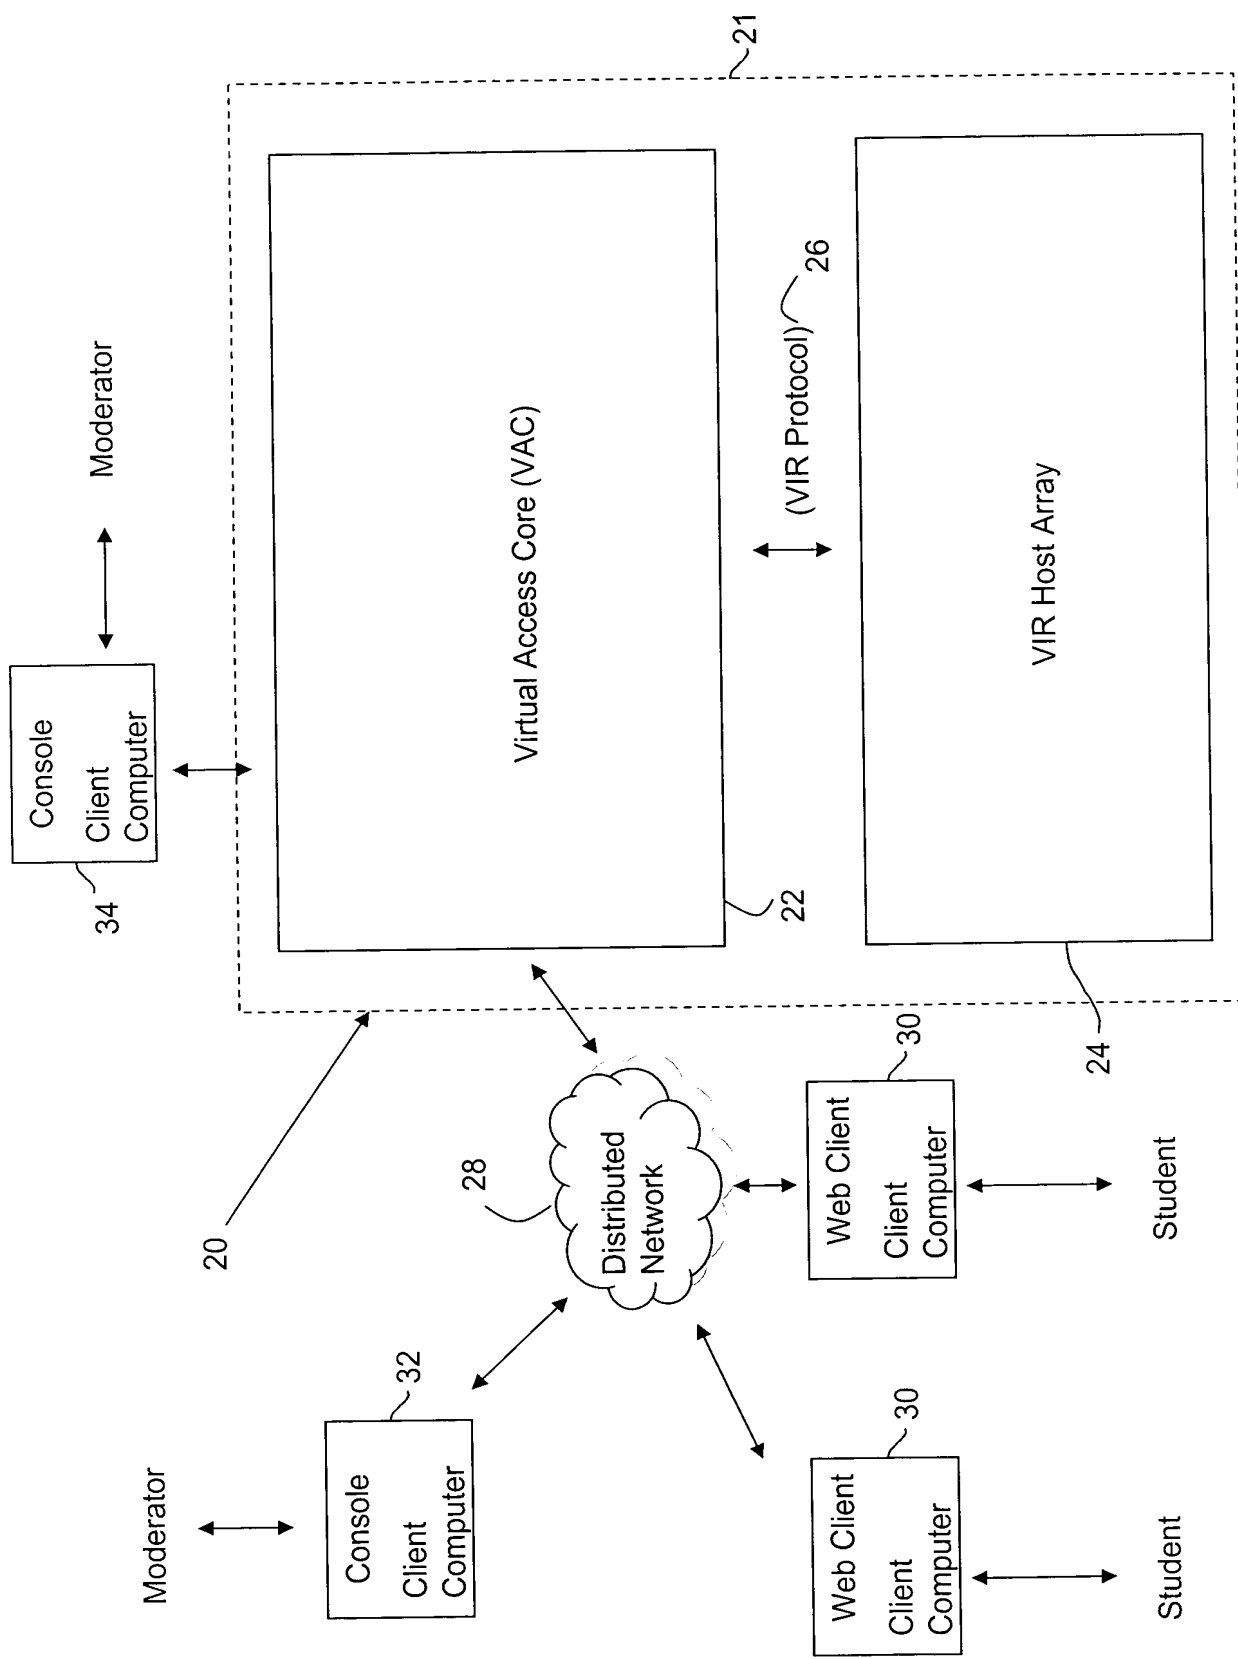 Console
Client
Computer
34
Moderator
Moderator
20
Console
Client
Computer
32
28
Distributed
Network
Virtual Access Core (VAC)
22
21
(VIR Protocol)
26
Web Client
Client
Computer
30
Student
Web Client
Client
Computer
30
Student
VIR Host Array
24